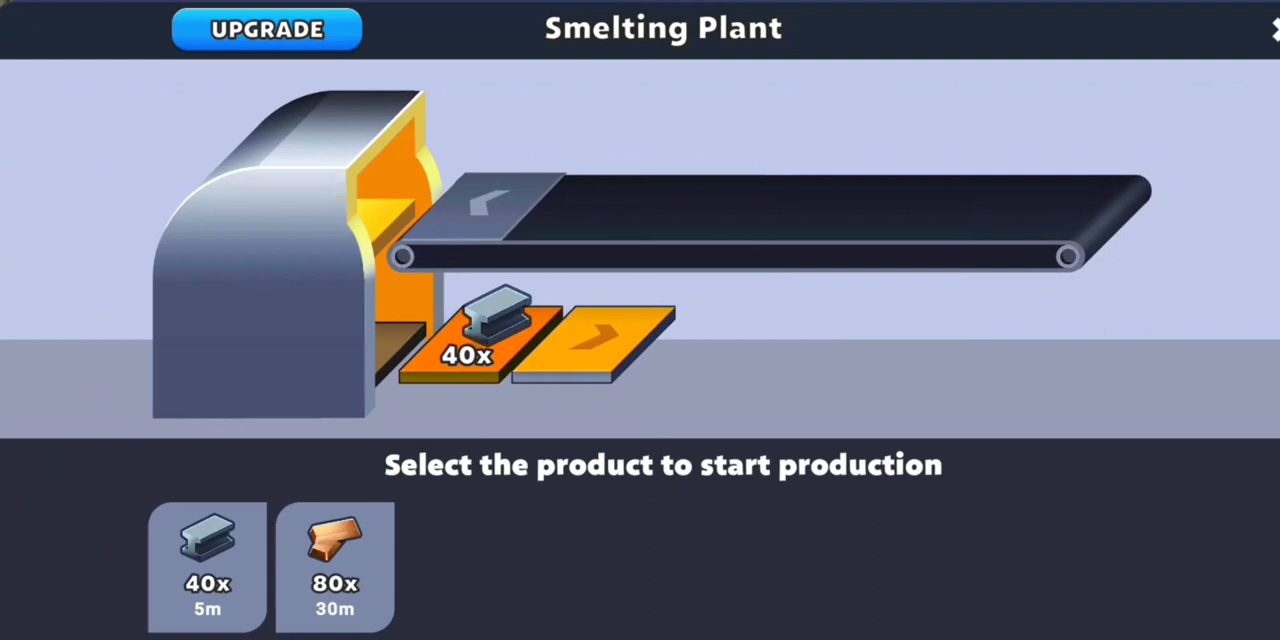 UPGRADE
Smelting Plant
40x
Select the product to start production
40x
5m
80x
30m